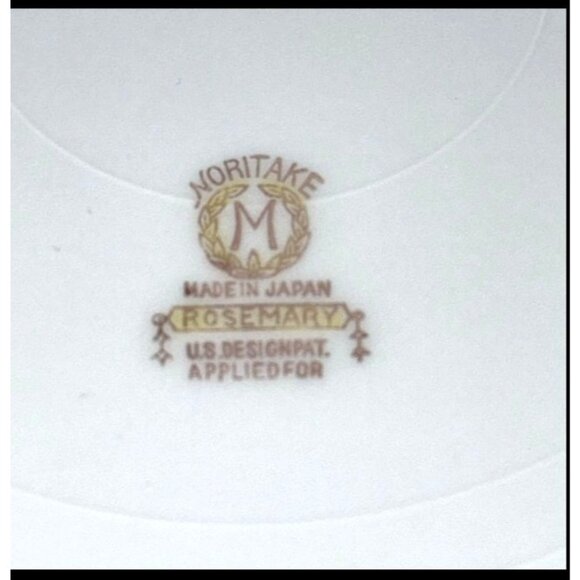 NORITAKE
M
MADE IN JAPAN
ROSEMARY
U.S. DESIGN PAT.
APPLIED FOR